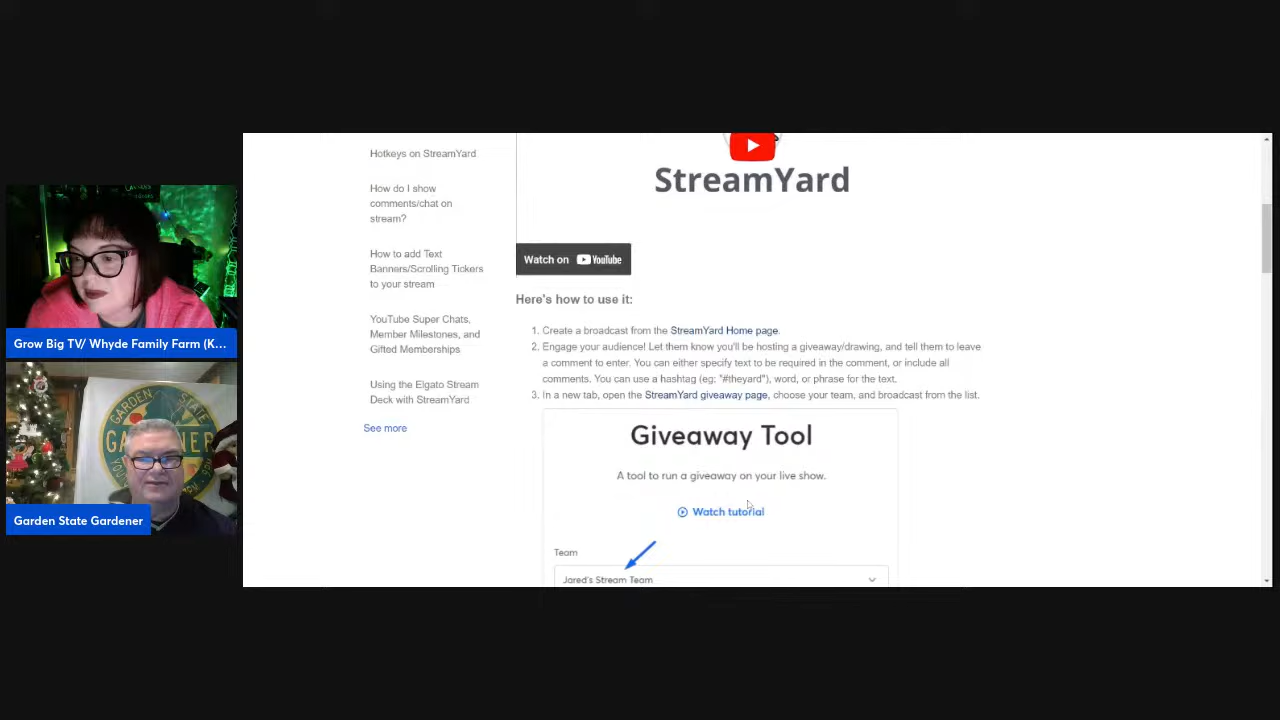 Grow Big TV/ Whyde Family Farm (K...
GARDEN STATE
GARDENER
Garden State Gardener
Hotkeys on StreamYard
How do I show
comments/chat on
stream?
How to add Text
Banners/Scrolling Tickers
to your stream
YouTube Super Chats,
Member Milestones, and
Gifted Memberships
Using the Elgato Stream
Deck with StreamYard
See more
StreamYard
Watch on YouTube
Here's how to use it:
1. Create a broadcast from the StreamYard Home page.
2. Engage your audience! Let them know you'll be hosting a giveaway/drawing, and tell them to leave
a comment to enter. You can either specify text to be required in the comment, or include all
comments. You can use a hashtag (eg: "#theyard"), word, or phrase for the text.
3. In a new tab, open the StreamYard giveaway page, choose your team, and broadcast from the list.
Giveaway Tool
A tool to run a giveaway on your live show.
Watch tutorial
Team
Jared's Stream Team